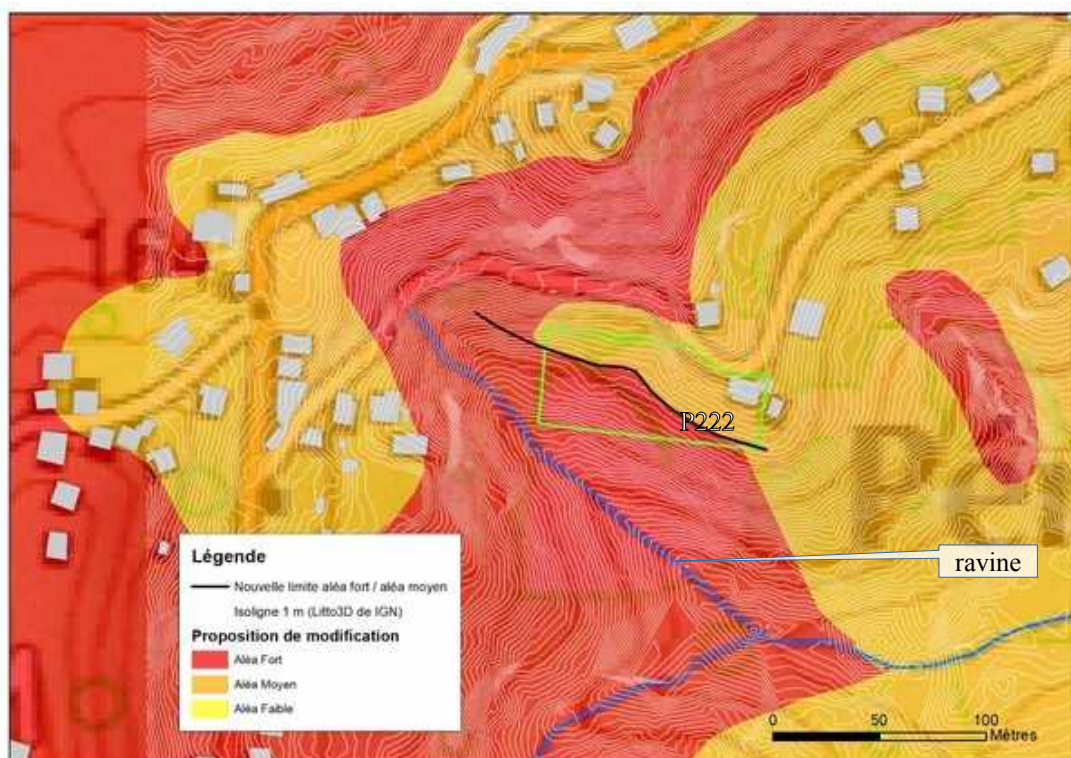 P222
ravine
Légende
Nouvelle limite aléa fort / aléa moyen
Isoligne 1 m (Litto3D de IGN)
Proposition de modification
Aléa Fort
Aléa Moyen
Aléa Faible
0 50 100
Mètres